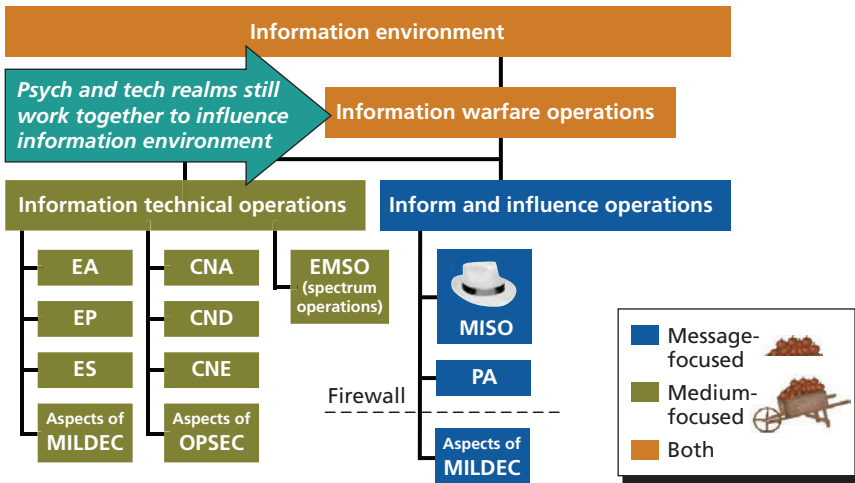 Information environment
Psych and tech realms still
work together to influence
information environment
Information warfare operations
Information technical operations
Inform and influence operations
EA
CNA
EMSO
(spectrum
operations)
EP
CND
ES
CNE
Aspects of
MILDEC
Aspects of
OPSEC
MISO
PA
Firewall
Aspects of
MILDEC
Message-
focused
Medium-
focused
Both